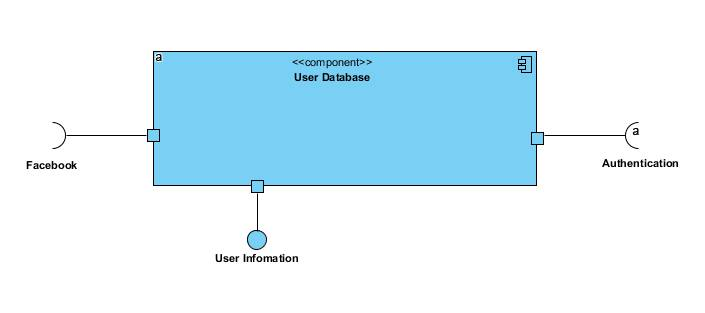 a
<<component>>
User Database
a
Facebook
Authentication
User Infomation